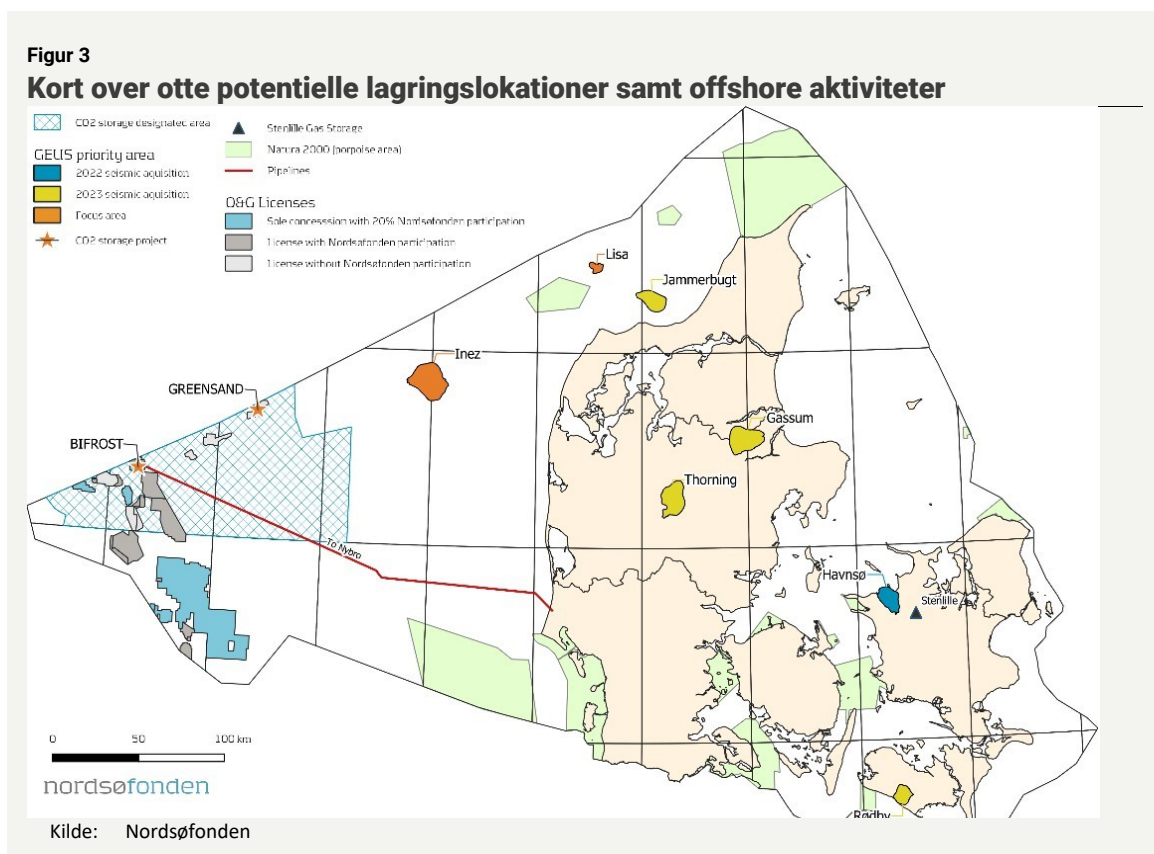 Figur 3
Kort over otte potentielle lagringslokationer samt offshore aktiviteter
CO2 storage designated area
GEUS priority area
2022 seismic aquisition
2023 seismic aquisition
Focus area
CO2 storage project
Stenlille Gas Storage
Natura 2000 (porpoise area)
Pipelines
O&G Licenses
Sole concesssion with 20% Nordsøfonden participation
License with Nordsøfonden participation
License without Nordsøfonden participation
Lisa
Jammerbugt
Inez
GREENSAND
Gassum
BIFROST
Thorning
To Nybro
Havnsø
Stenlille
Rødby
0 50 100 km
nordsøfonden
Kilde: Nordsøfonden